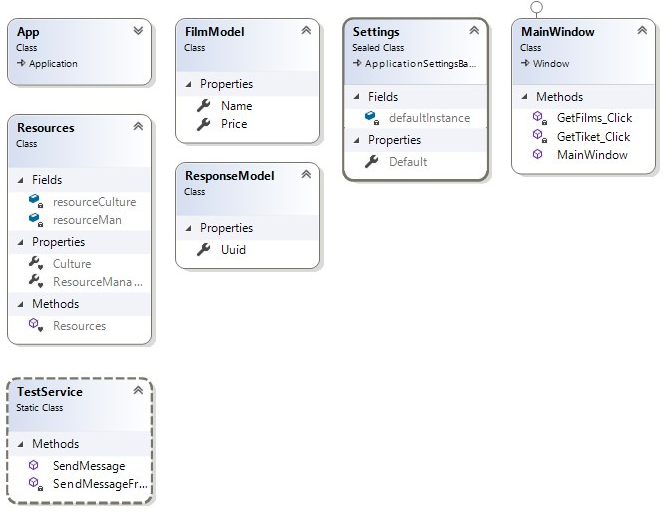 App
Class
Application
FilmModel
Class
Properties
Name
Price
Settings
Sealed Class
ApplicationSettingsBa...
Fields
defaultInstance
Properties
Default
MainWindow
Class
Window
Methods
GetFilms_Click
GetTiket_Click
MainWindow
Resources
Class
Fields
resourceCulture
resourceMan
Properties
Culture
ResourceMana...
Methods
Resources
ResponseModel
Class
Properties
Uuid
TestService
Static Class
Methods
SendMessage
SendMessageFr...